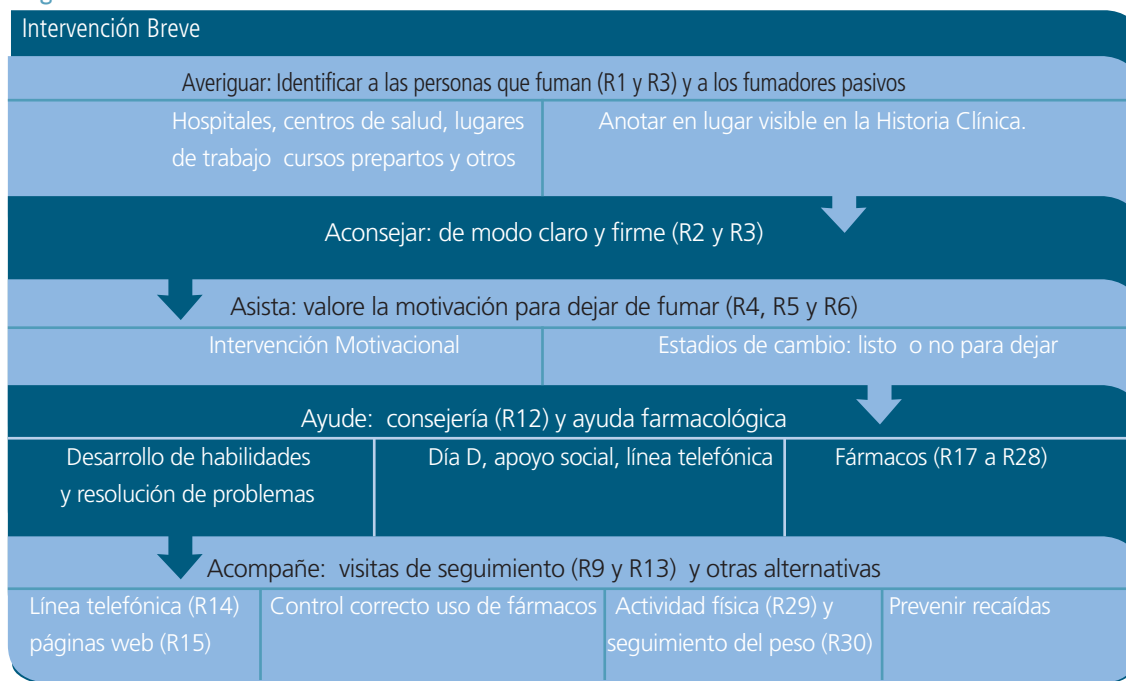 Intervención Breve
Averiguar: Identificar a las personas que fuman (R1 y R3) y a los fumadores pasivos
Hospitales, centros de salud, lugares
de trabajo cursos prepartos y otros
Anotar en lugar visible en la Historia Clínica.
Aconsejar: de modo claro y firme (R2 y R3)
Asista: valore la motivación para dejar de fumar (R4, R5 y R6)
Intervención Motivacional
Estadios de cambio: listo o no para dejar
Ayude: consejería (R12) y ayuda farmacológica
Desarrollo de habilidades
y resolución de problemas
Día D, apoyo social, línea telefónica
Fármacos (R17 a R28)
Acompañe: visitas de seguimiento (R9 y R13) y otras alternativas
Línea telefónica (R14)
páginas web (R15)
Control correcto uso de fármacos
Actividad física (R29) y
seguimiento del peso (R30)
Prevenir recaídas